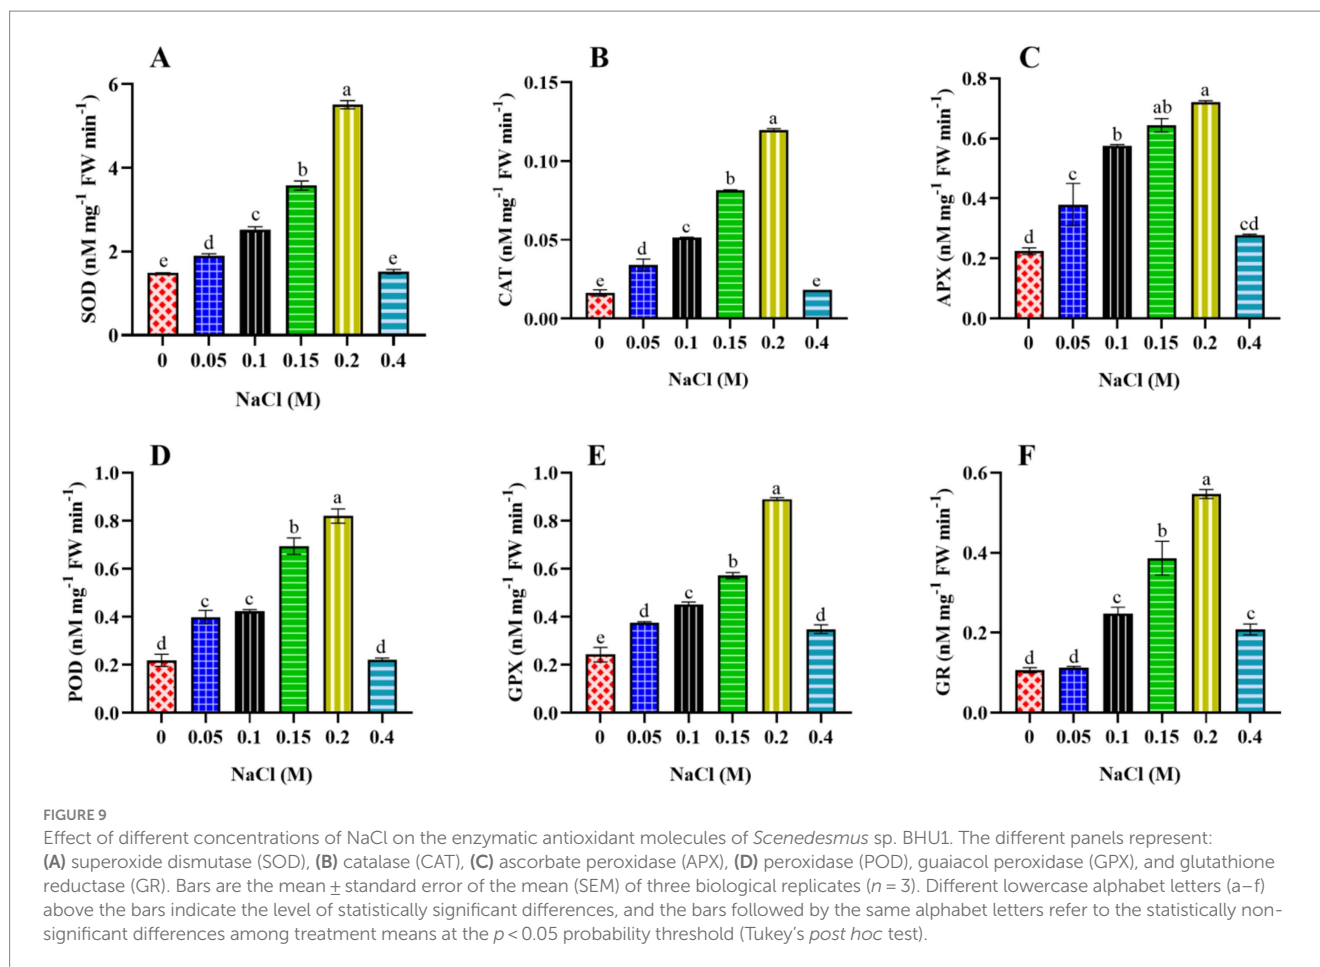 A
SOD (nM mg⁻¹ FW min⁻¹)
6
4
2
0
e
d
c
b
a
e
0 0.05 0.1 0.15 0.2 0.4
NaCl (M)
B
CAT (nM mg⁻¹ FW min⁻¹)
0.15
0.10
0.05
0.00
e
d
c
b
a
e
0 0.05 0.1 0.15 0.2 0.4
NaCl (M)
C
APX (nM mg⁻¹ FW min⁻¹)
0.8
0.6
0.4
0.2
0.0
d
c
b
ab
a
cd
0 0.05 0.1 0.15 0.2 0.4
NaCl (M)
D
POD (nM mg⁻¹ FW min⁻¹)
1.0
0.8
0.6
0.4
0.2
0.0
d
c
c
b
a
d
0 0.05 0.1 0.15 0.2 0.4
NaCl (M)
E
GPX (nM mg⁻¹ FW min⁻¹)
1.0
0.8
0.6
0.4
0.2
0.0
e
d
c
b
a
d
0 0.05 0.1 0.15 0.2 0.4
NaCl (M)
F
GR (nM mg⁻¹ FW min⁻¹)
0.6
0.4
0.2
0.0
d
d
c
b
a
c
0 0.05 0.1 0.15 0.2 0.4
NaCl (M)
FIGURE 9
Effect of different concentrations of NaCl on the enzymatic antioxidant molecules of Scenedesmus sp. BHU1. The different panels represent:
(A) superoxide dismutase (SOD), (B) catalase (CAT), (C) ascorbate peroxidase (APX), (D) peroxidase (POD), guaiacol peroxidase (GPX), and glutathione
reductase (GR). Bars are the mean ± standard error of the mean (SEM) of three biological replicates (n = 3). Different lowercase alphabet letters (a–f)
above the bars indicate the level of statistically significant differences, and the bars followed by the same alphabet letters refer to the statistically non-
significant differences among treatment means at the p < 0.05 probability threshold (Tukey's post hoc test).